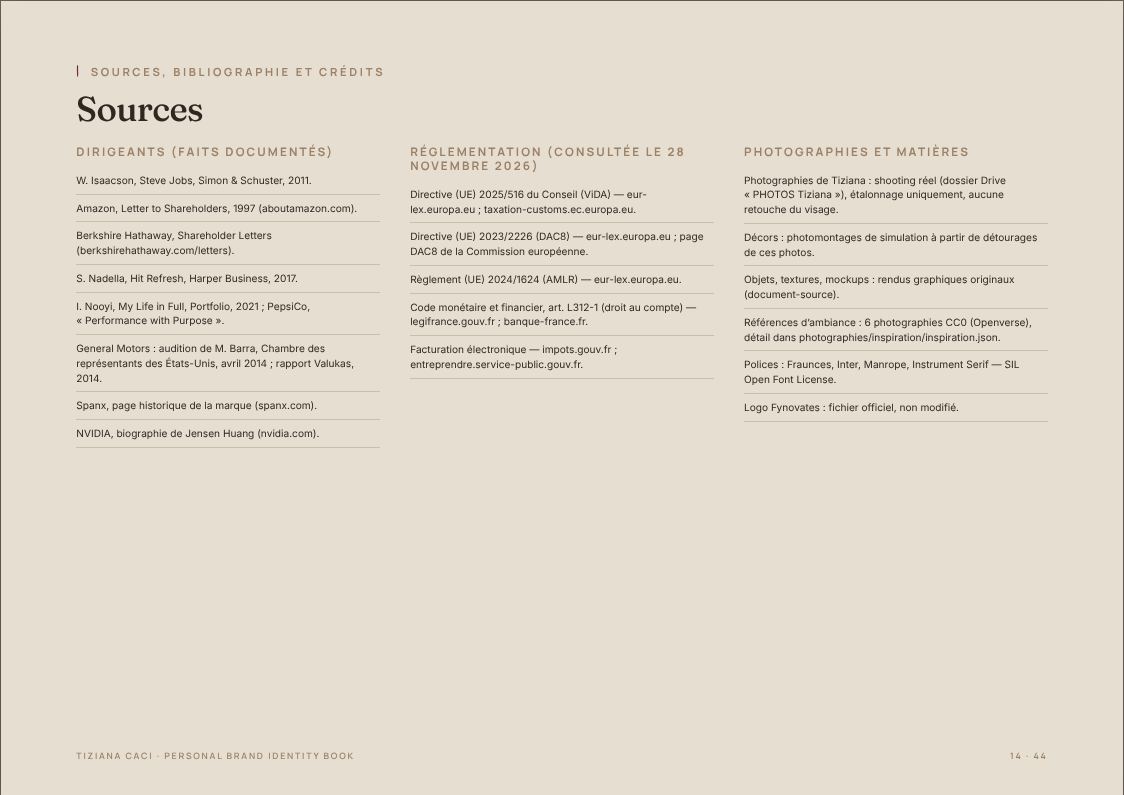 SOURCES, BIBLIOGRAPHIE ET CRÉDITS
Sources
DIRIGEANTS (FAITS DOCUMENTÉS)
W. Isaacson, Steve Jobs, Simon & Schuster, 2011.
Amazon, Letter to Shareholders, 1997 (aboutamazon.com).
Berkshire Hathaway, Shareholder Letters
(berkshirehathaway.com/letters).
S. Nadella, Hit Refresh, Harper Business, 2017.
I. Nooyi, My Life in Full, Portfolio, 2021 ; PepsiCo,
« Performance with Purpose ».
General Motors : audition de M. Barra, Chambre des
représentants des États-Unis, avril 2014 ; rapport Valukas,
2014.
Spanx, page historique de la marque (spanx.com).
NVIDIA, biographie de Jensen Huang (nvidia.com).
RÉGLEMENTATION (CONSULTÉE LE 28
NOVEMBRE 2026)
Directive (UE) 2025/516 du Conseil (ViDA) — eur-
lex.europa.eu ; taxation-customs.ec.europa.eu.
Directive (UE) 2023/2226 (DAC8) — eur-lex.europa.eu ; page
DAC8 de la Commission européenne.
Règlement (UE) 2024/1624 (AMLR) — eur-lex.europa.eu.
Code monétaire et financier, art. L312-1 (droit au compte) —
legifrance.gouv.fr ; banque-france.fr.
Facturation électronique — impots.gouv.fr ;
entreprendre.service-public.gouv.fr.
PHOTOGRAPHIES ET MATIÈRES
Photographies de Tiziana : shooting réel (dossier Drive
« PHOTOS Tiziana »), étalonnage uniquement, aucune
retouche du visage.
Décors : photomontages de simulation à partir de détourages
de ces photos.
Objets, textures, mockups : rendus graphiques originaux
(document-source).
Références d'ambiance : 6 photographies CC0 (Openverse),
détail dans photographies/inspiration/inspiration.json.
Polices : Fraunces, Inter, Manrope, Instrument Serif — SIL
Open Font License.
Logo Fynovates : fichier officiel, non modifié.
TIZIANA CACI · PERSONAL BRAND IDENTITY BOOK
14 · 44